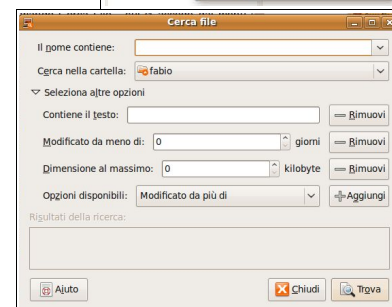 Cerca file
Il nome contiene:
Cerca nella cartella: fabio
Seleziona altre opzioni
Contiene il testo: Rimuovi
Modificato da meno di: 0 giorni Rimuovi
Dimensione al massimo: 0 kilobyte Rimuovi
Opzioni disponibili: Modificato da più di Aggiungi
Risultati della ricerca:
Aiuto Chiudi Trova